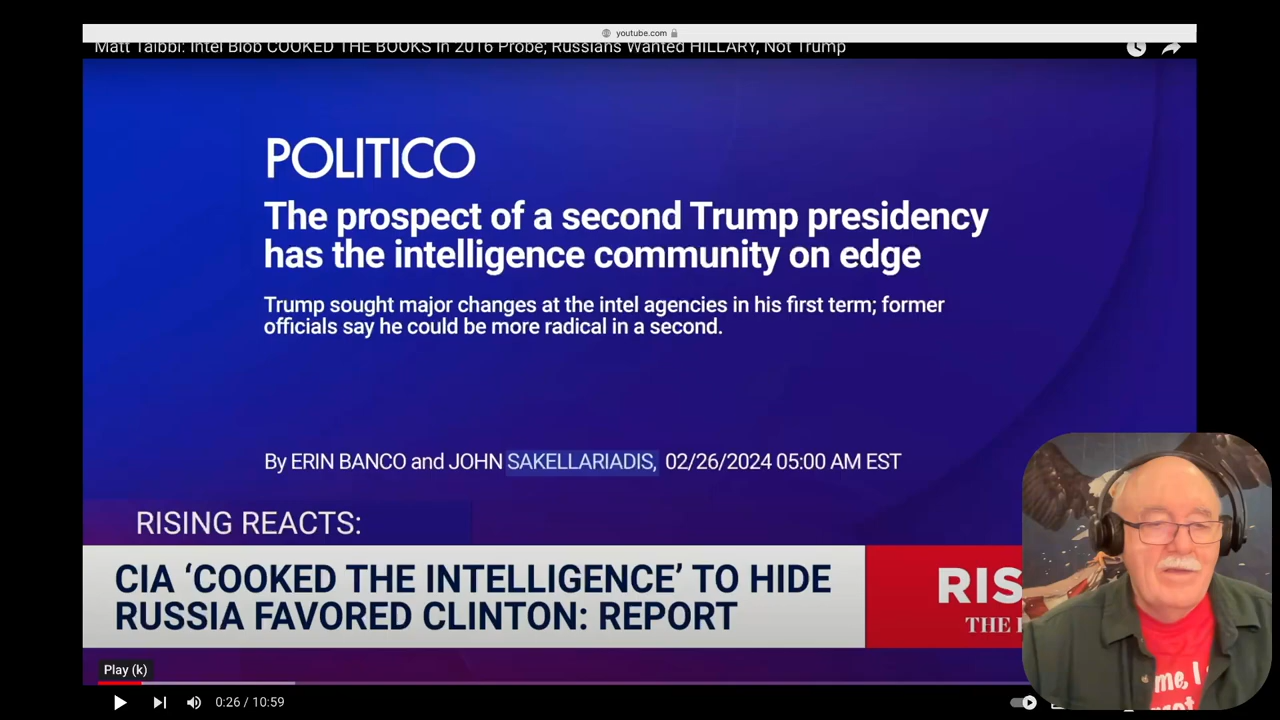 youtube.com
Matt Taibbi: Intel Blob COOKED THE BOOKS In 2016 Probe; Russians Wanted HILLARY, Not Trump
POLITICO
The prospect of a second Trump presidency
has the intelligence community on edge
Trump sought major changes at the intel agencies in his first term; former
officials say he could be more radical in a second.
By ERIN BANCO and JOHN SAKELLARIADIS, 02/26/2024 05:00 AM EST
RISING REACTS:
CIA ‘COOKED THE INTELLIGENCE’ TO HIDE
RUSSIA FAVORED CLINTON: REPORT
RIS
THE
me, I
Play (k)
0:26 / 10:59